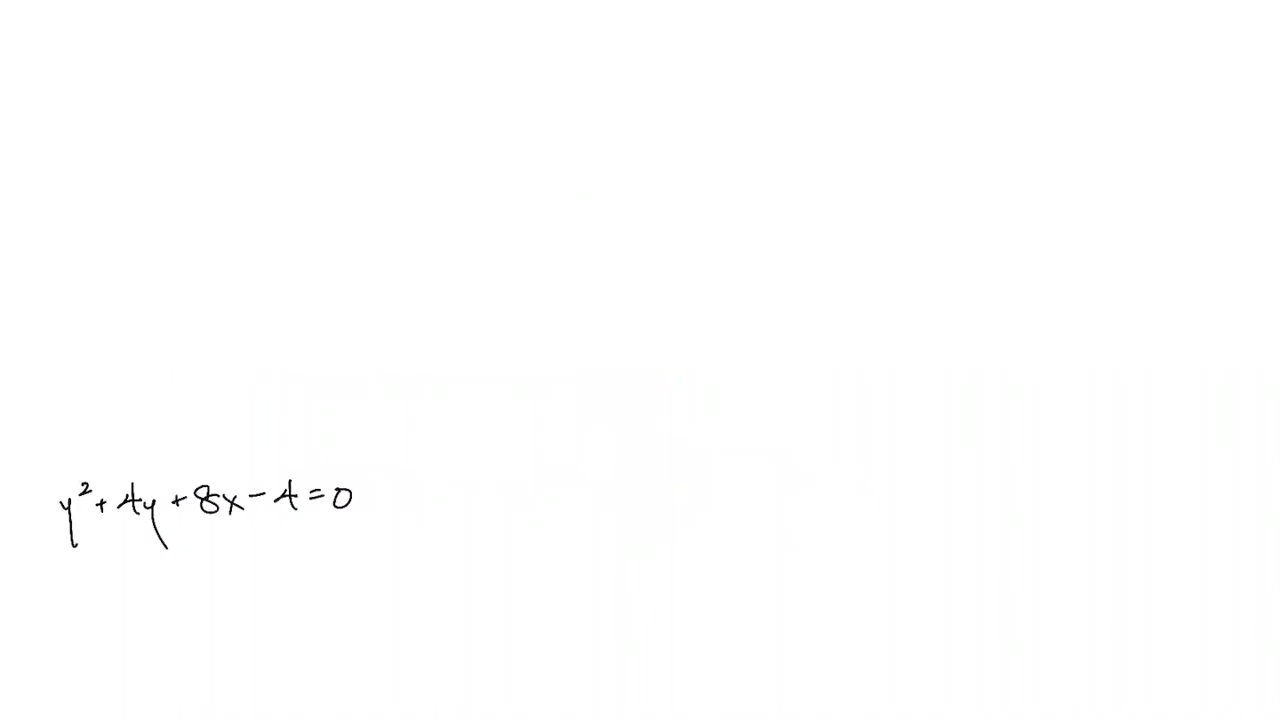 y² + 4y + 8x - 4 = 0